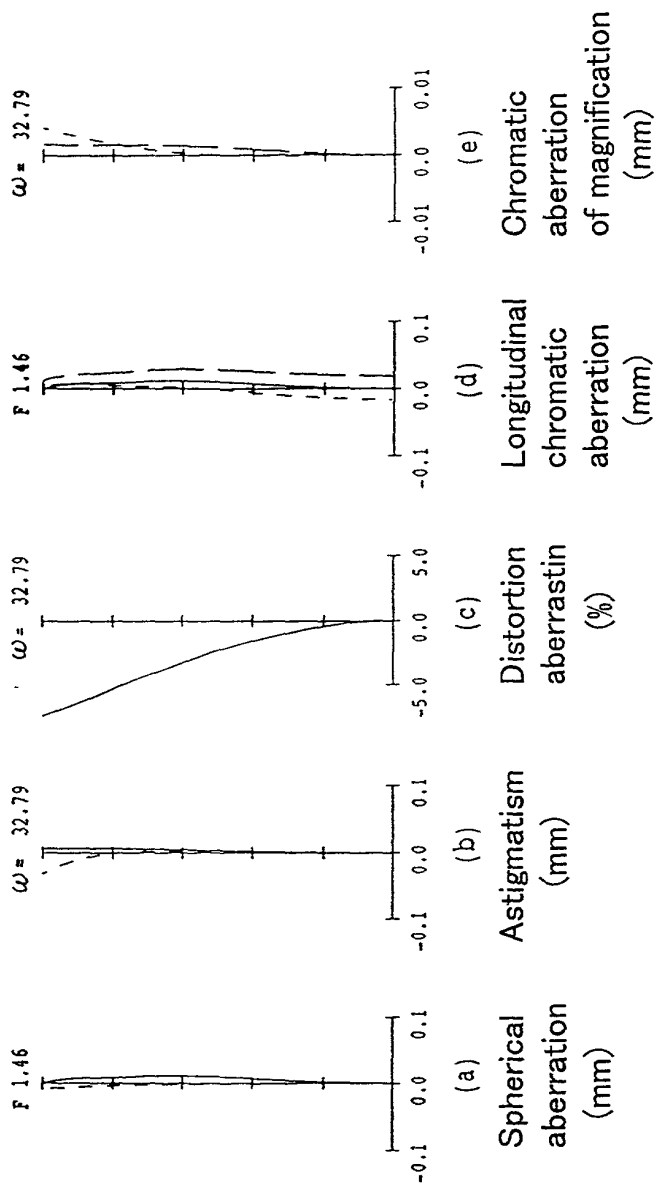 F 1.46
-0.1 0.0 0.1
(a)
Spherical
aberration
(mm)
ω = 32.79
-0.1 0.0 0.1
(b)
Astigmatism
(mm)
ω = 32.79
-5.0 0.0 5.0
(c)
Distortion
aberrastin
(%)
F 1.46
-0.1 0.0 0.1
(d)
Longitudinal
chromatic
aberration
(mm)
ω = 32.79
-0.01 0.0 0.01
(e)
Chromatic
aberration
of magnification
(mm)